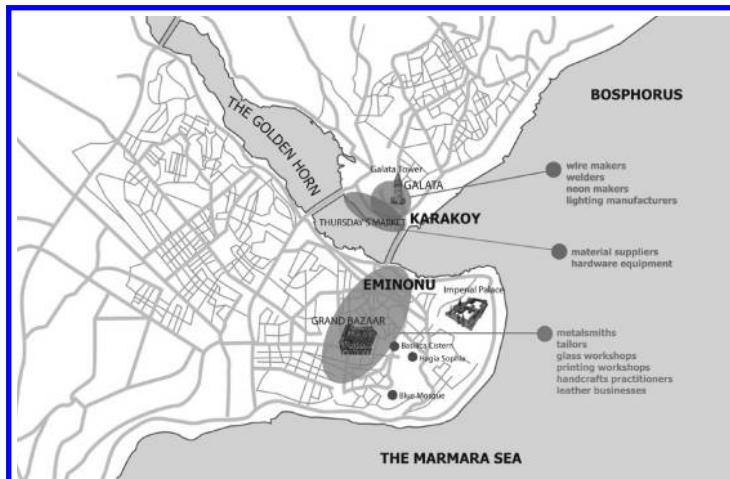 BOSPHORUS
THE GOLDEN HORN
Galata Tower
GALATA
wire makers
welders
neon makers
lighting manufacturers
THURSDAY'S MARKET
KARAKOY
material suppliers
hardware equipment
EMINONU
Imperial Palace
GRAND BAZAAR
Basilica Cistern
Hagia Sophia
Blue Mosque
metalsmiths
tailors
glass workshops
printing workshops
handcrafts practitioners
leather businesses
THE MARMARA SEA